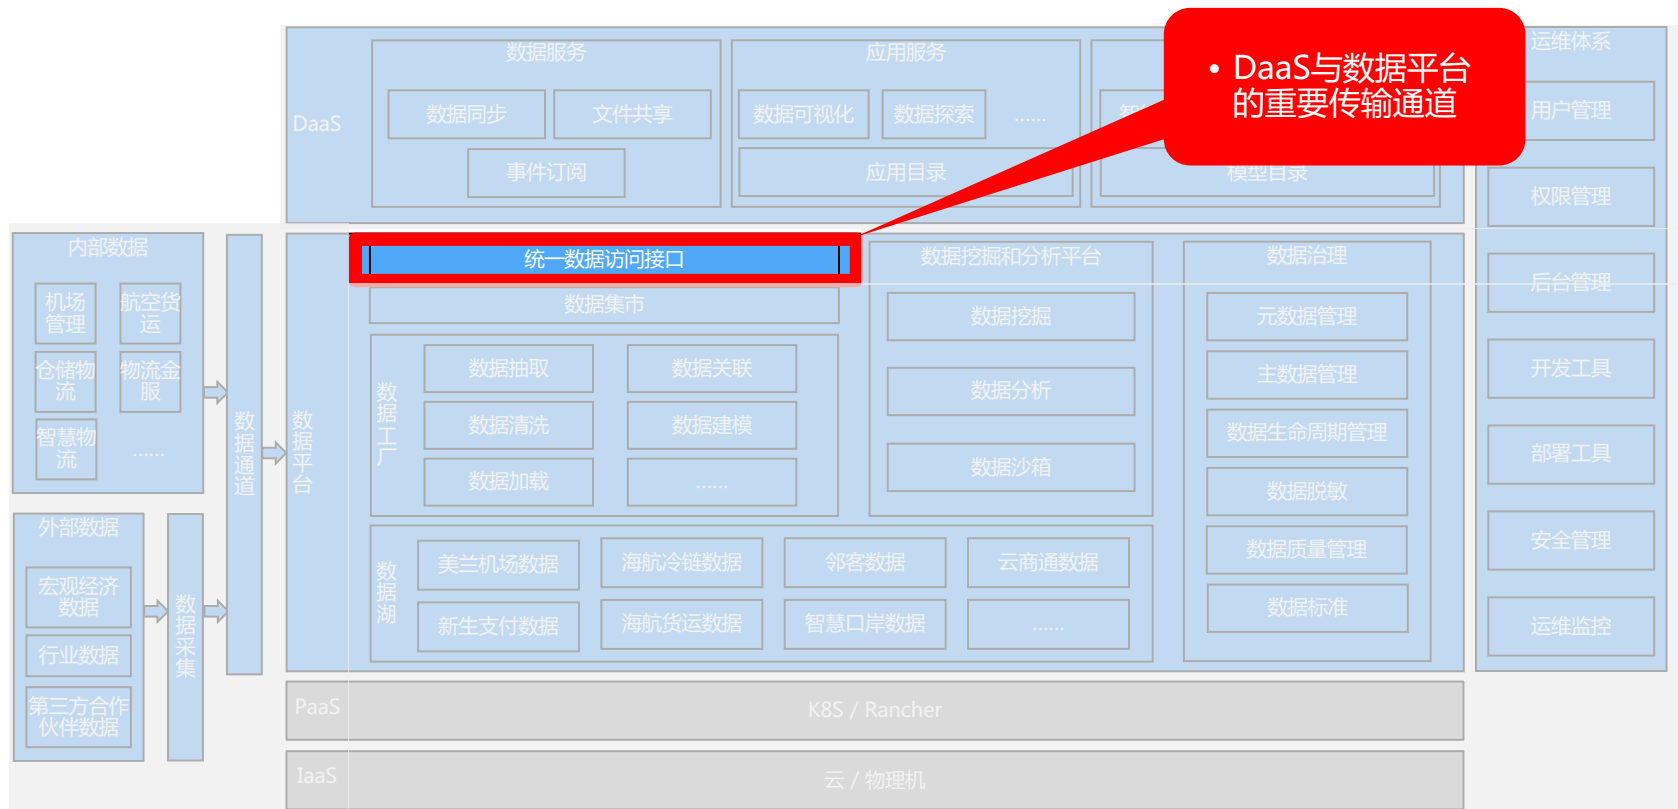 • DaaS与数据平台
的重要传输通道
DaaS
数据服务
数据同步
文件共享
事件订阅
应用服务
数据可视化
数据探索
……
应用目录
模型目录
运维体系
用户管理
权限管理
后台管理
开发工具
部署工具
安全管理
运维监控
内部数据
机场
管理
航空货
运
仓储物
流
物流金
服
智慧物
流
……
外部数据
宏观经济
数据
行业数据
第三方合作
伙伴数据
数据采集
数据通道
数据平台
统一数据访问接口
数据集市
数据工厂
数据抽取
数据关联
数据清洗
数据建模
数据加载
……
数据挖掘和分析平台
数据挖掘
数据分析
数据沙箱
数据治理
元数据管理
主数据管理
数据生命周期管理
数据脱敏
数据质量管理
数据标准
数据湖
美兰机场数据
海航冷链数据
邻客数据
云商通数据
新生支付数据
海航货运数据
智慧口岸数据
……
PaaS
K8S / Rancher
IaaS
云 / 物理机